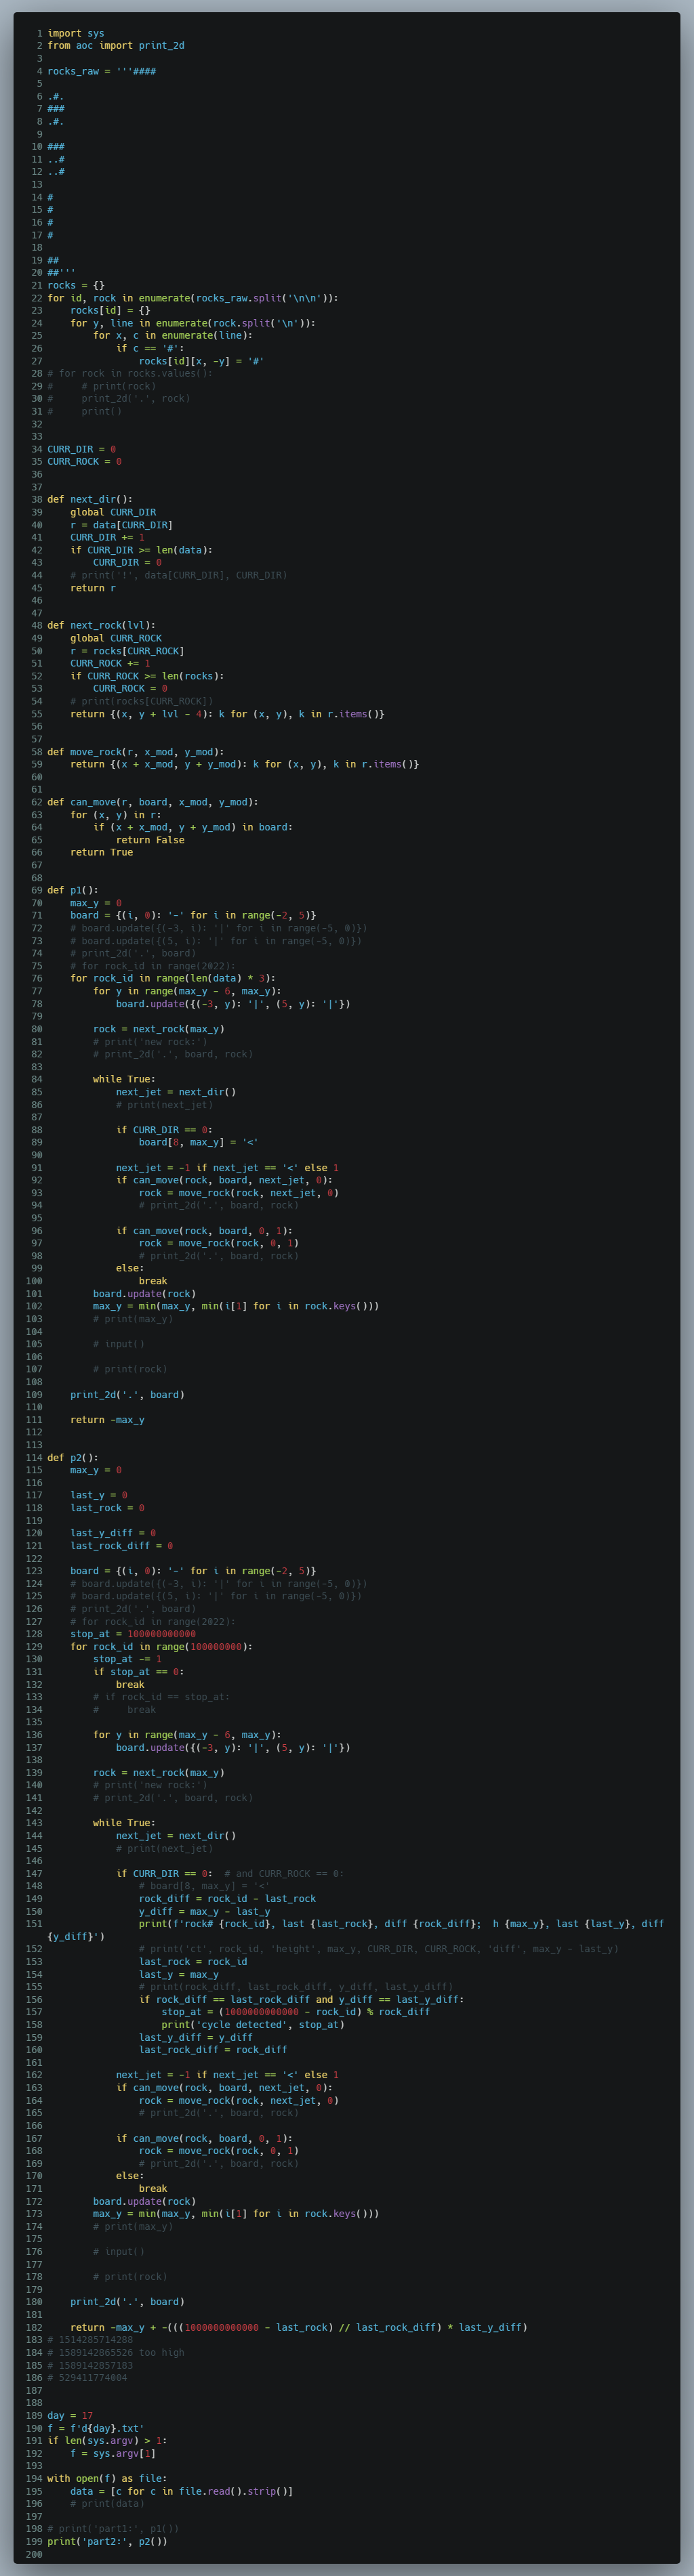 1 import sys
2 from aoc import print_2d
3
4 rocks_raw = '''####
5
6 .#.
7 ###
8 .#.
9
10 ###
11 ..#
12 ..#
13
14 #
15 #
16 #
17 #
18
19 ##
20 ##'''
21 rocks = {}
22 for id, rock in enumerate(rocks_raw.split('\n\n')):
23     rocks[id] = {}
24     for y, line in enumerate(rock.split('\n')):
25         for x, c in enumerate(line):
26             if c == '#':
27                 rocks[id][x, -y] = '#'
28 # for rock in rocks.values():
29 #     # print(rock)
30 #     print_2d('.', rock)
31 #     print()
32
33
34 CURR_DIR = 0
35 CURR_ROCK = 0
36
37
38 def next_dir():
39     global CURR_DIR
40     r = data[CURR_DIR]
41     CURR_DIR += 1
42     if CURR_DIR >= len(data):
43         CURR_DIR = 0
44     # print('!', data[CURR_DIR], CURR_DIR)
45     return r
46
47
48 def next_rock(lvl):
49     global CURR_ROCK
50     r = rocks[CURR_ROCK]
51     CURR_ROCK += 1
52     if CURR_ROCK >= len(rocks):
53         CURR_ROCK = 0
54     # print(rocks[CURR_ROCK])
55     return {(x, y + lvl - 4): k for (x, y), k in r.items()}
56
57
58 def move_rock(r, x_mod, y_mod):
59     return {(x + x_mod, y + y_mod): k for (x, y), k in r.items()}
60
61
62 def can_move(r, board, x_mod, y_mod):
63     for (x, y) in r:
64         if (x + x_mod, y + y_mod) in board:
65             return False
66     return True
67
68
69 def p1():
70     max_y = 0
71     board = {(i, 0): '-' for i in range(-2, 5)}
72     # board.update({(-3, i): '|' for i in range(-5, 0)})
73     # board.update({(5, i): '|' for i in range(-5, 0)})
74     # print_2d('.', board)
75     # for rock_id in range(2022):
76     for rock_id in range(len(data) * 3):
77         for y in range(max_y - 6, max_y):
78             board.update({(-3, y): '|', (5, y): '|'})
79
80         rock = next_rock(max_y)
81         # print('new rock:')
82         # print_2d('.', board, rock)
83
84         while True:
85             next_jet = next_dir()
86             # print(next_jet)
87
88             if CURR_DIR == 0:
89                 board[8, max_y] = '<'
90
91             next_jet = -1 if next_jet == '<' else 1
92             if can_move(rock, board, next_jet, 0):
93                 rock = move_rock(rock, next_jet, 0)
94                 # print_2d('.', board, rock)
95
96             if can_move(rock, board, 0, 1):
97                 rock = move_rock(rock, 0, 1)
98                 # print_2d('.', board, rock)
99             else:
100                 break
101         board.update(rock)
102         max_y = min(max_y, min(i[1] for i in rock.keys()))
103         # print(max_y)
104
105         # input()
106
107         # print(rock)
108
109     print_2d('.', board)
110
111     return -max_y
112
113
114 def p2():
115     max_y = 0
116
117     last_y = 0
118     last_rock = 0
119
120     last_y_diff = 0
121     last_rock_diff = 0
122
123     board = {(i, 0): '-' for i in range(-2, 5)}
124     # board.update({(-3, i): '|' for i in range(-5, 0)})
125     # board.update({(5, i): '|' for i in range(-5, 0)})
126     # print_2d('.', board)
127     # for rock_id in range(2022):
128     stop_at = 100000000000
129     for rock_id in range(100000000):
130         stop_at -= 1
131         if stop_at == 0:
132             break
133         # if rock_id == stop_at:
134         #     break
135
136         for y in range(max_y - 6, max_y):
137             board.update({(-3, y): '|', (5, y): '|'})
138
139         rock = next_rock(max_y)
140         # print('new rock:')
141         # print_2d('.', board, rock)
142
143         while True:
144             next_jet = next_dir()
145             # print(next_jet)
146
147             if CURR_DIR == 0:  # and CURR_ROCK == 0:
148                 # board[8, max_y] = '<'
149                 rock_diff = rock_id - last_rock
150                 y_diff = max_y - last_y
151                 print(f'rock# {rock_id}, last {last_rock}, diff {rock_diff};  h {max_y}, last {last_y}, diff
{y_diff}')
152                 # print('ct', rock_id, 'height', max_y, CURR_DIR, CURR_ROCK, 'diff', max_y - last_y)
153                 last_rock = rock_id
154                 last_y = max_y
155                 # print(rock_diff, last_rock_diff, y_diff, last_y_diff)
156                 if rock_diff == last_rock_diff and y_diff == last_y_diff:
157                     stop_at = (1000000000000 - rock_id) % rock_diff
158                     print('cycle detected', stop_at)
159                 last_y_diff = y_diff
160                 last_rock_diff = rock_diff
161
162             next_jet = -1 if next_jet == '<' else 1
163             if can_move(rock, board, next_jet, 0):
164                 rock = move_rock(rock, next_jet, 0)
165                 # print_2d('.', board, rock)
166
167             if can_move(rock, board, 0, 1):
168                 rock = move_rock(rock, 0, 1)
169                 # print_2d('.', board, rock)
170             else:
171                 break
172         board.update(rock)
173         max_y = min(max_y, min(i[1] for i in rock.keys()))
174         # print(max_y)
175
176         # input()
177
178         # print(rock)
179
180     print_2d('.', board)
181
182     return -max_y + -(((1000000000000 - last_rock) // last_rock_diff) * last_y_diff)
183 # 1514285714288
184 # 1589142865526 too high
185 # 1589142857183
186 # 529411774004
187
188
189 day = 17
190 f = f'd{day}.txt'
191 if len(sys.argv) > 1:
192     f = sys.argv[1]
193
194 with open(f) as file:
195     data = [c for c in file.read().strip()]
196     # print(data)
197
198 # print('part1:', p1())
199 print('part2:', p2())
200